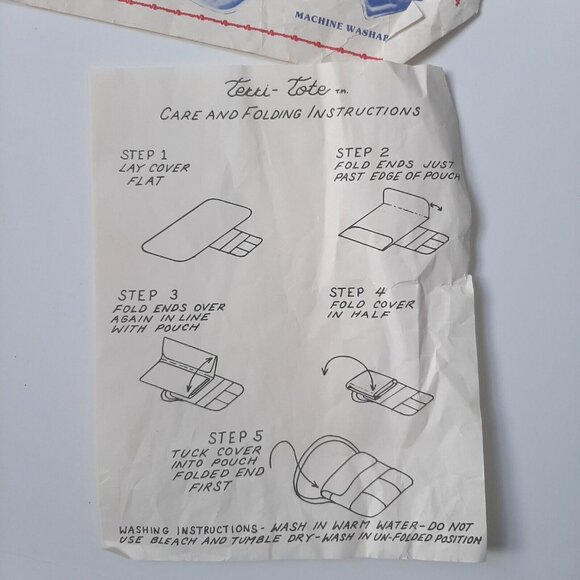 MACHINE WASHAB
Terri-Tote T.M.
CARE AND FOLDING INSTRUCTIONS
STEP 1
LAY COVER
FLAT
STEP 2
FOLD ENDS JUST
PAST EDGE OF POUCH
STEP 3
FOLD ENDS OVER
AGAIN IN LINE
WITH POUCH
STEP 4
FOLD COVER
IN HALF
STEP 5
TUCK COVER
INTO POUCH
FOLDED END
FIRST
WASHING INSTRUCTIONS - WASH IN WARM WATER - DO NOT
USE BLEACH AND TUMBLE DRY - WASH IN UN-FOLDED POSITION